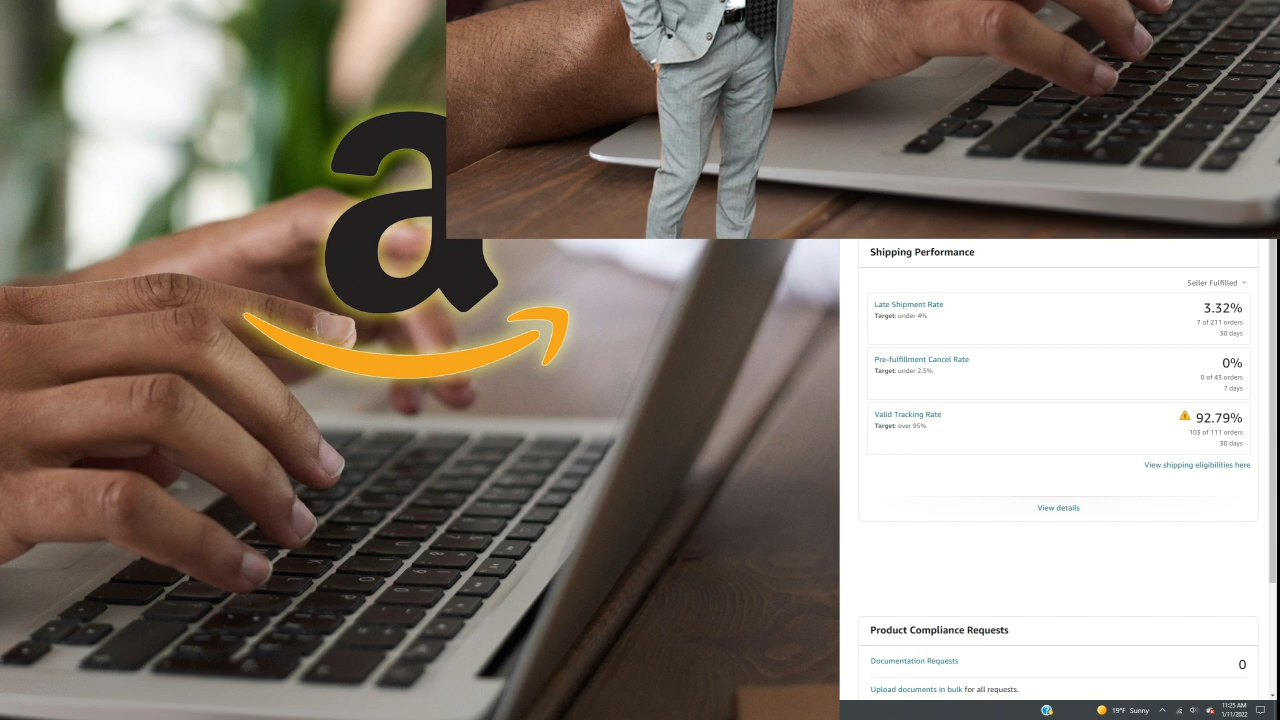 a
Shipping Performance
Seller Fulfilled
Late Shipment Rate
3.32%
Target: under 4%
7 of 211 orders
30 days
Pre-fulfillment Cancel Rate
0%
Target: under 2.5%
0 of 43 orders
7 days
Valid Tracking Rate
92.79%
Target: over 95%
103 of 111 orders
30 days
View shipping eligibilities here
View details
Product Compliance Requests
Documentation Requests
0
Upload documents in bulk for all requests.
19°F Sunny
11:25 AM
1/11/2022